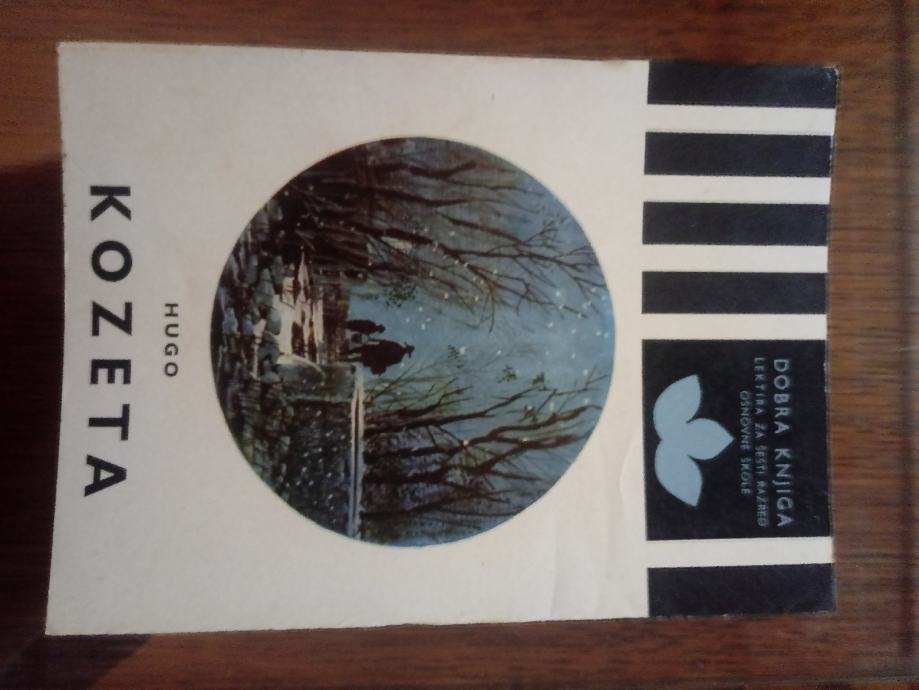 DOBRA KNJIGA
LEKTIRA ZA ŠESTI RAZRED
OSNOVNE ŠKOLE
HUGO
KOZETA